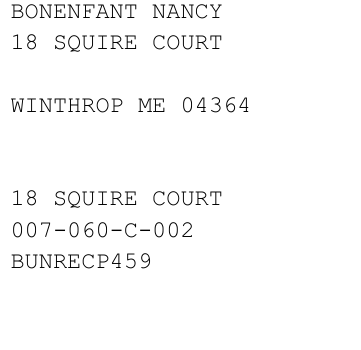 BONENFANT NANCY
18 SQUIRE COURT
WINTHROP ME 04364
18 SQUIRE COURT
007-060-C-002
BUNRECP459